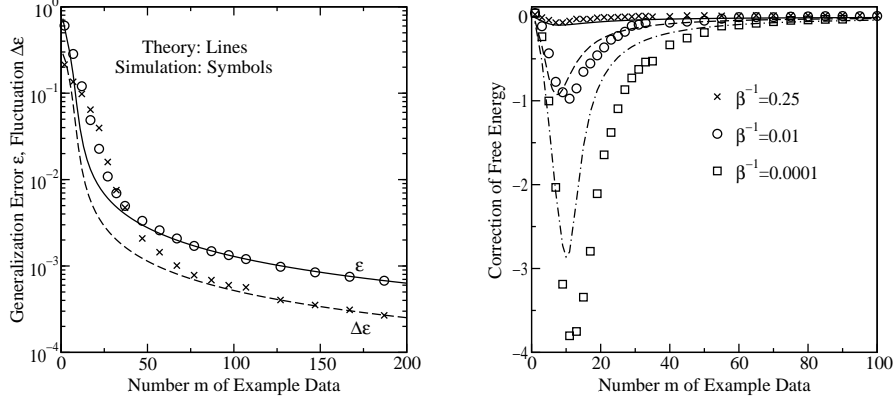 Generalization Error ε, Fluctuation Δε
10⁰
10⁻¹
10⁻²
10⁻³
10⁻⁴
Theory: Lines
Simulation: Symbols
ε
Δε
0 50 100 150 200
Number m of Example Data
Correction of Free Energy
0
−1
−2
−3
−4
β⁻¹=0.25
β⁻¹=0.01
β⁻¹=0.0001
0 20 40 60 80 100
Number m of Example Data